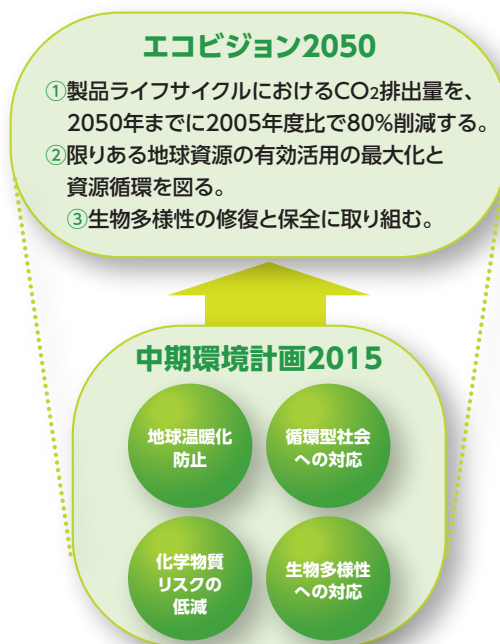 エコビジョン2050
①製品ライフサイクルにおけるCO2排出量を、
2050年までに2005年度比で80%削減する。
②限りある地球資源の有効活用の最大化と
資源循環を図る。
③生物多様性の修復と保全に取り組む。
中期環境計画2015
地球温暖化
防止
循環型社会
への対応
化学物質
リスクの
低減
生物多様性
への対応